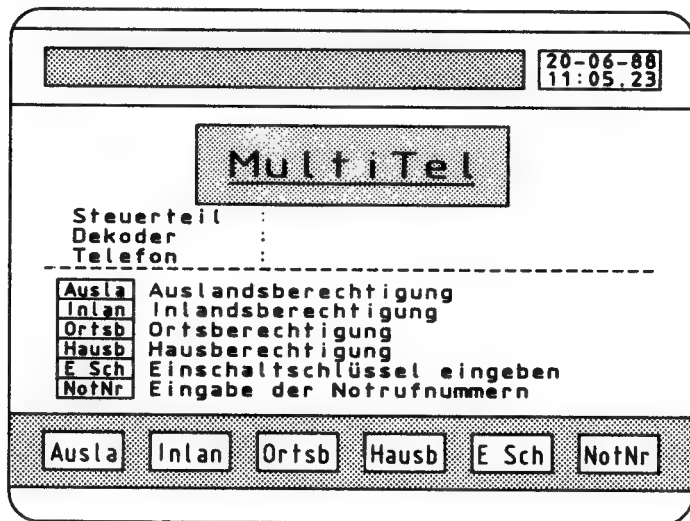 20-06-88
11:05.23
MultiTel
Steuerteil :
Dekoder :
Telefon :
Ausla Auslandsberechtigung
Inlan Inlandsberechtigung
Ortsb Ortsberechtigung
Hausb Hausberechtigung
E Sch Einschaltschlüssel eingeben
NotNr Eingabe der Notrufnummern
Ausla Inlan Ortsb Hausb E Sch NotNr